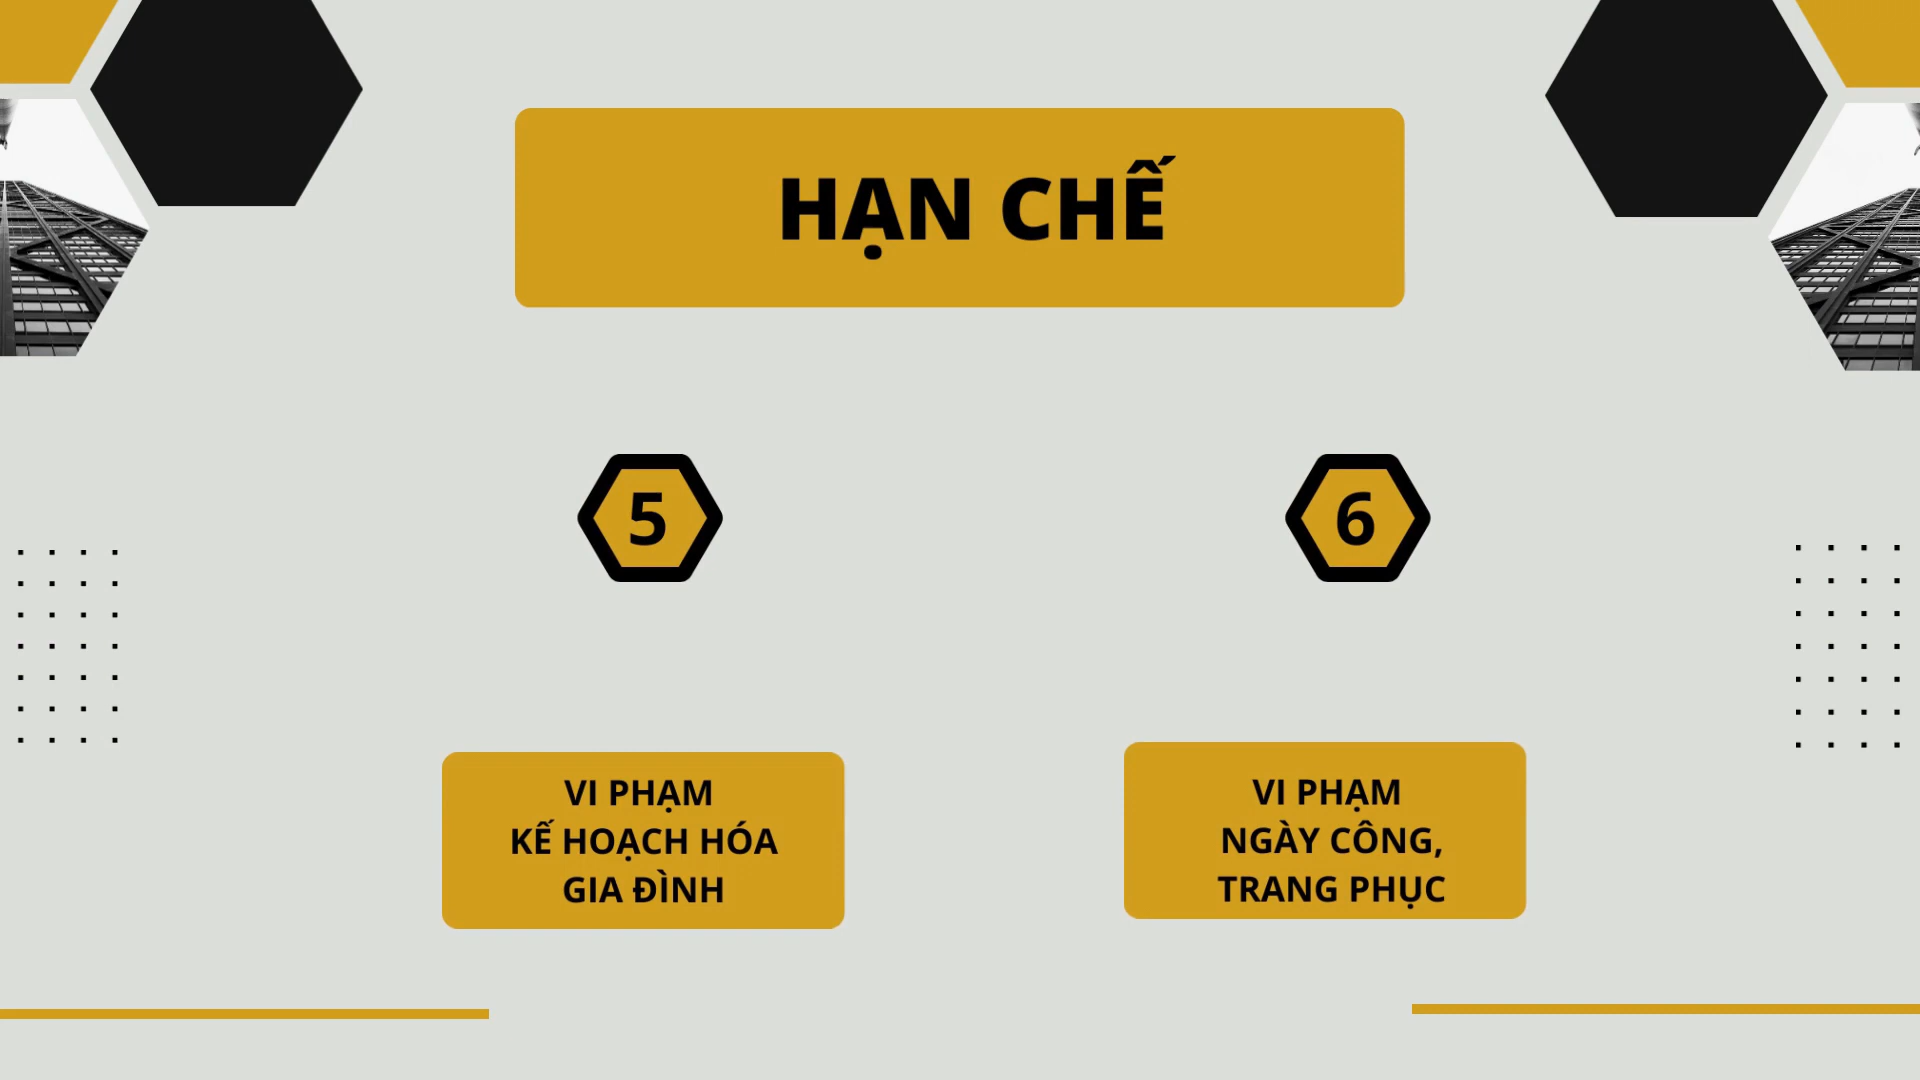 HẠN CHẾ
5
6
VI PHẠM
KẾ HOẠCH HÓA
GIA ĐÌNH
VI PHẠM
NGÀY CÔNG,
TRANG PHỤC